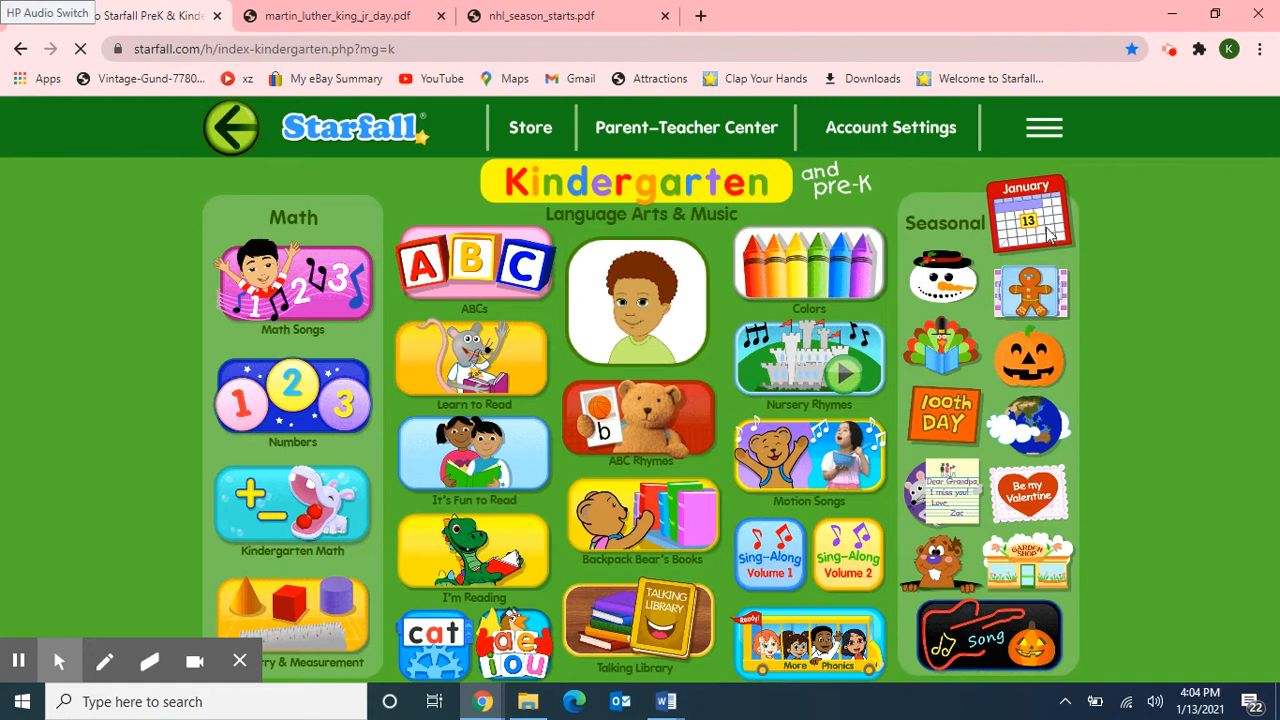 HP Audio Switch
o Starfall PreK & Kinde
martin_luther_king_jr_day.pdf
nhl_season_starts.pdf
starfall.com/h/index-kindergarten.php?mg=k
K
Apps
Vintage-Gund-7780...
xz
My eBay Summary
YouTube
Maps
Gmail
Attractions
Clap Your Hands
Downloads
Welcome to Starfall...
Starfall®
Store
Parent–Teacher Center
Account Settings
Kindergarten
and
pre-K
Language Arts & Music
Math
1 2 3
Math Songs
1 2 3
Numbers
+ –
Kindergarten Math
ry & Measurement
ABC
ABCs
Learn to Read
It's Fun to Read
I'm Reading
cat
ae
iou
b
ABC Rhymes
Backpack Bear's Books
TALKING
LIBRARY
Talking Library
Colors
Nursery Rhymes
Motion Songs
Sing-Along
Volume 1
Sing-Along
Volume 2
Ready!
More Phonics
Seasonal
January
13
100th
DAY
Dear Grandpa,
I miss you!
Love,
Zac
Be my
Valentine
GARDEN
SHOP
Song
Type here to search
4:04 PM
1/13/2021
22